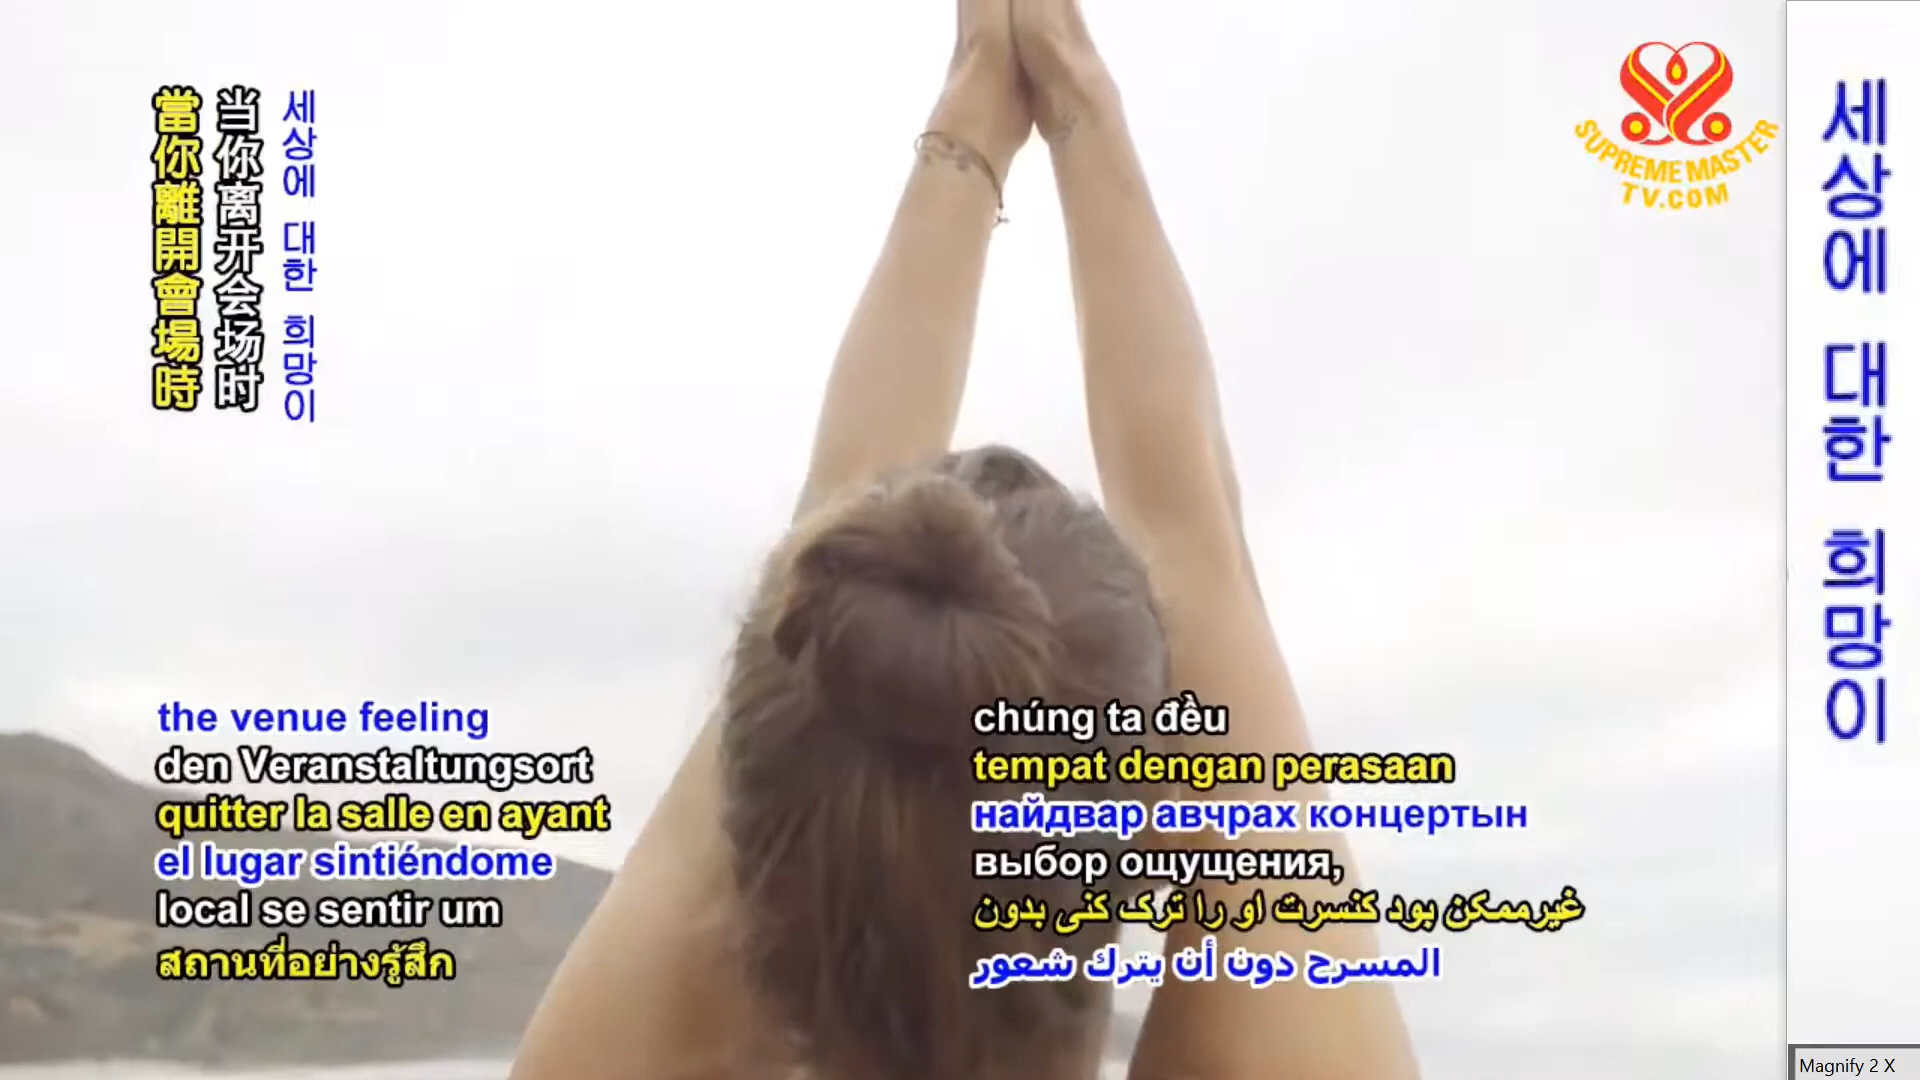 當你離開會場時
当你离开会场时
세상에 대한 희망이
the venue feeling
den Veranstaltungsort
quitter la salle en ayant
el lugar sintiéndome
local se sentir um
สถานที่อย่างรู้สึก
chúng ta đều
tempat dengan perasaan
найдвар авчрах концертын
выбор ощущения,
غیرممکن بود کنسرت او را ترک کنی بدون
المسرح دون أن يترك شعور
SUPREME MASTER
TV.COM
세상에 대한 희망이
Magnify 2 X